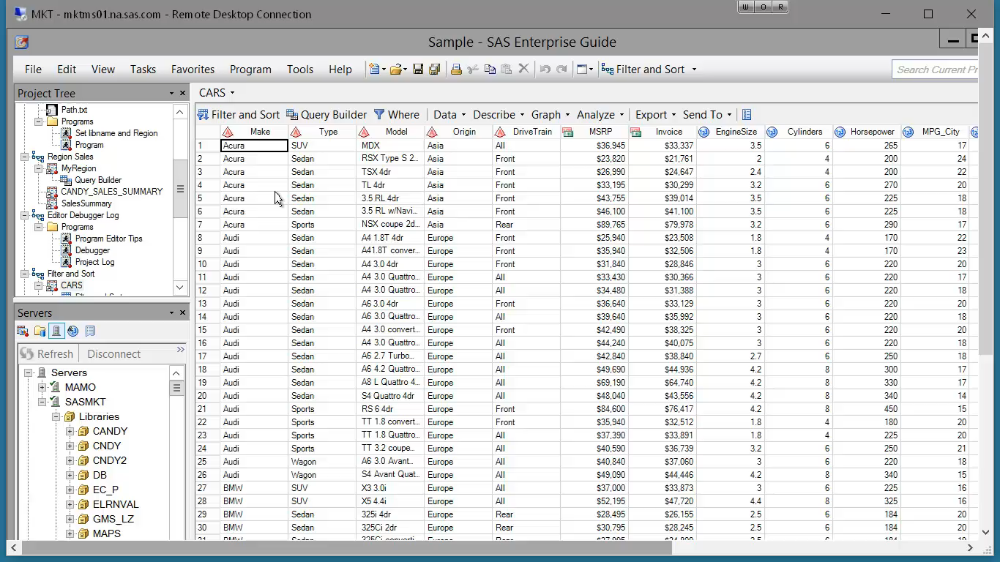 MKT - mktms01.na.sas.com - Remote Desktop Connection
W O R
Sample - SAS Enterprise Guide
File Edit View Tasks Favorites Program Tools Help Filter and Sort Search Current Pr
Project Tree
Path.txt
Programs
Set libname and Region
Program
Region Sales
MyRegion
Query Builder
CANDY_SALES_SUMMARY
SalesSummary
Editor Debugger Log
Programs
Program Editor Tips
Debugger
Project Log
Filter and Sort
CARS
Servers
Refresh Disconnect
Servers
MAMO
SASMKT
Libraries
CANDY
CNDY
CNDY2
DB
EC_P
ELRNVAL
GMS_LZ
MAPS
CARS
Filter and Sort Query Builder Where Data Describe Graph Analyze Export Send To
Make Type Model Origin DriveTrain MSRP Invoice EngineSize Cylinders Horsepower MPG_City
1 Acura SUV MDX Asia All $36,945 $33,337 3.5 6 265 17
2 Acura Sedan RSX Type S 2... Asia Front $23,820 $21,761 2 4 200 24
3 Acura Sedan TSX 4dr Asia Front $26,990 $24,647 2.4 4 200 22
4 Acura Sedan TL 4dr Asia Front $33,195 $30,299 3.2 6 270 20
5 Acura Sedan 3.5 RL 4dr Asia Front $43,755 $39,014 3.5 6 225 18
6 Acura Sedan 3.5 RL w/Navi... Asia Front $46,100 $41,100 3.5 6 225 18
7 Acura Sports NSX coupe 2d... Asia Rear $89,765 $79,978 3.2 6 290 17
8 Audi Sedan A4 1.8T 4dr Europe Front $25,940 $23,508 1.8 4 170 22
9 Audi Sedan A41.8T conver... Europe Front $35,940 $32,506 1.8 4 170 23
10 Audi Sedan A4 3.0 4dr Europe Front $31,840 $28,846 3 6 220 20
11 Audi Sedan A4 3.0 Quattro... Europe All $33,430 $30,366 3 6 220 17
12 Audi Sedan A4 3.0 Quattro... Europe All $34,480 $31,388 3 6 220 18
13 Audi Sedan A6 3.0 4dr Europe Front $36,640 $33,129 3 6 220 20
14 Audi Sedan A6 3.0 Quattro... Europe All $39,640 $35,992 3 6 220 18
15 Audi Sedan A4 3.0 convert... Europe Front $42,490 $38,325 3 6 220 20
16 Audi Sedan A4 3.0 Quattro... Europe All $44,240 $40,075 3 6 220 18
17 Audi Sedan A6 2.7 Turbo... Europe All $42,840 $38,840 2.7 6 250 18
18 Audi Sedan A6 4.2 Quattro... Europe All $49,690 $44,936 4.2 8 300 17
19 Audi Sedan A8 L Quattro 4... Europe All $69,190 $64,740 4.2 8 330 17
20 Audi Sedan S4 Quattro 4dr Europe All $48,040 $43,556 4.2 8 340 14
21 Audi Sports RS 6 4dr Europe Front $84,600 $76,417 4.2 8 450 15
22 Audi Sports TT 1.8 convert... Europe Front $35,940 $32,512 1.8 4 180 20
23 Audi Sports TT 1.8 Quattro... Europe All $37,390 $33,891 1.8 4 225 20
24 Audi Sports TT 3.2 coupe... Europe All $40,590 $36,739 3.2 6 250 21
25 Audi Wagon A6 3.0 Avant... Europe All $40,840 $37,060 3 6 220 18
26 Audi Wagon S4 Avant Quat... Europe All $49,090 $44,446 4.2 8 340 15
27 BMW SUV X3 3.0i Europe All $37,000 $33,873 3 6 225 16
28 BMW SUV X5 4.4i Europe All $52,195 $47,720 4.4 8 325 16
29 BMW Sedan 325i 4dr Europe Rear $28,495 $26,155 2.5 6 184 20
30 BMW Sedan 325Ci 2dr Europe Rear $30,795 $28,245 2.5 6 184 20